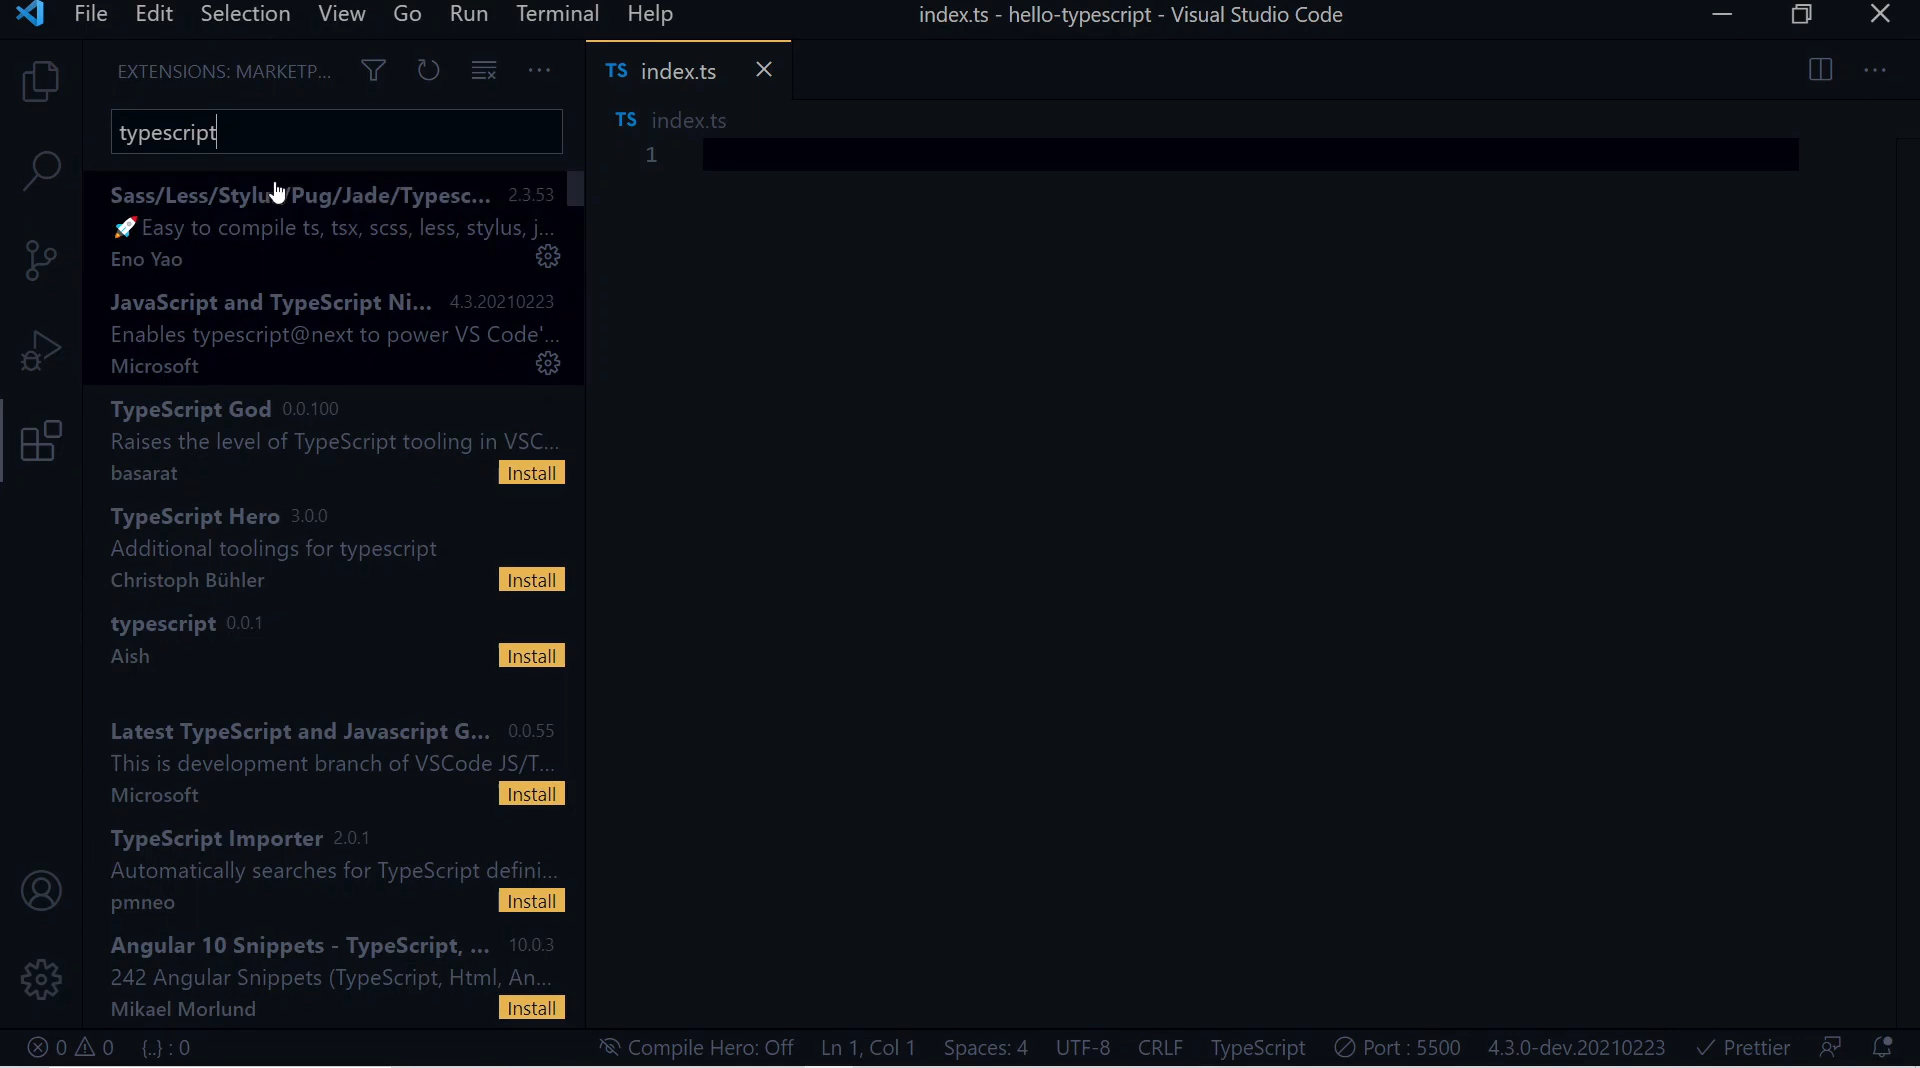 File Edit Selection View Go Run Terminal Help
index.ts - hello-typescript - Visual Studio Code
EXTENSIONS: MARKETP...
typescript
Sass/Less/Stylu /Pug/Jade/Typesc... 2.3.53
🚀 Easy to compile ts, tsx, scss, less, stylus, j...
Eno Yao
JavaScript and TypeScript Ni... 4.3.20210223
Enables typescript@next to power VS Code'...
Microsoft
TypeScript God 0.0.100
Raises the level of TypeScript tooling in VSC...
basarat Install
TypeScript Hero 3.0.0
Additional toolings for typescript
Christoph Bühler Install
typescript 0.0.1
Aish Install
Latest TypeScript and Javascript G... 0.0.55
This is development branch of VSCode JS/T...
Microsoft Install
TypeScript Importer 2.0.1
Automatically searches for TypeScript defini...
pmneo Install
Angular 10 Snippets - TypeScript, ... 10.0.3
242 Angular Snippets (TypeScript, Html, An...
Mikael Morlund Install
TS index.ts
TS index.ts
1
0 0 {..} : 0 Compile Hero: Off Ln 1, Col 1 Spaces: 4 UTF-8 CRLF TypeScript Port : 5500 4.3.0-dev.20210223 Prettier